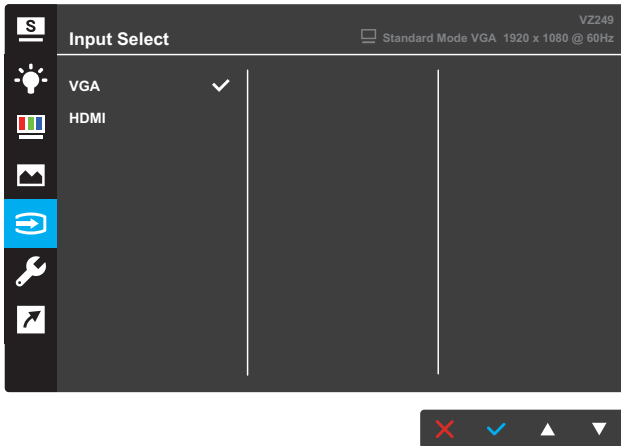 S
VZ249
Input Select
Standard Mode VGA 1920 x 1080 @ 60Hz
VGA
HDMI